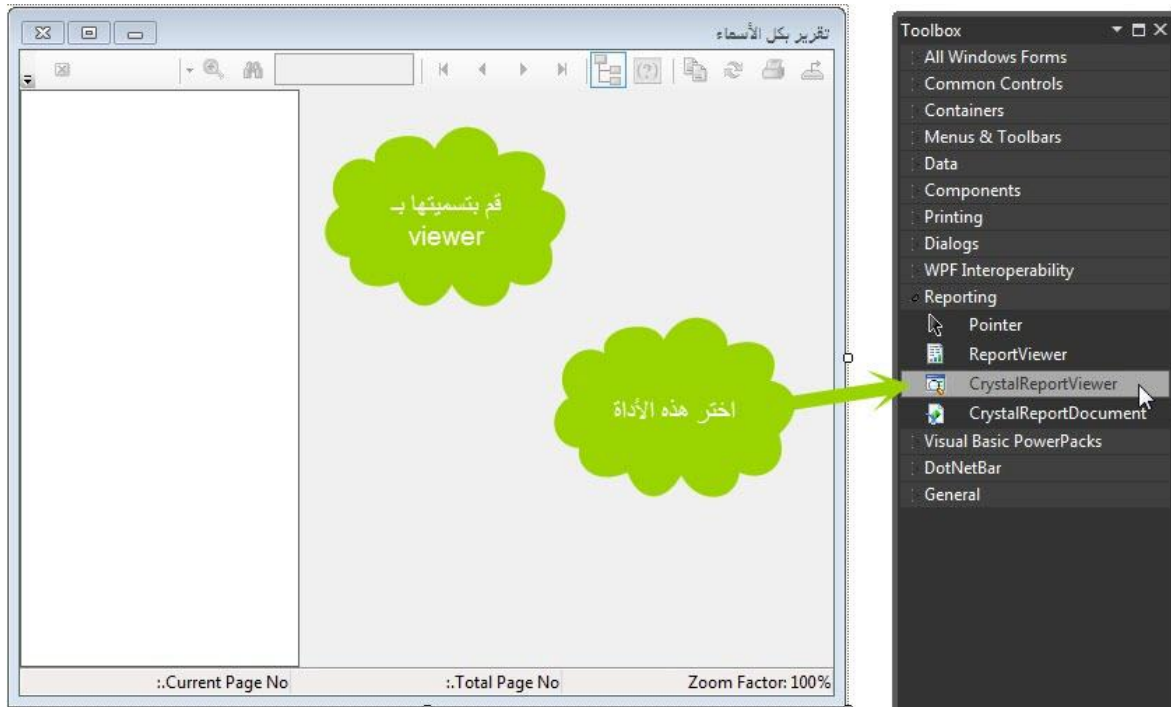 تقرير بكل الأسماء
قم بتسميتها بـ
viewer
اختر هذه الأداة
:.Current Page No
:.Total Page No
Zoom Factor: 100%
Toolbox
All Windows Forms
Common Controls
Containers
Menus & Toolbars
Data
Components
Printing
Dialogs
WPF Interoperability
Reporting
Pointer
ReportViewer
CrystalReportViewer
CrystalReportDocument
Visual Basic PowerPacks
DotNetBar
General